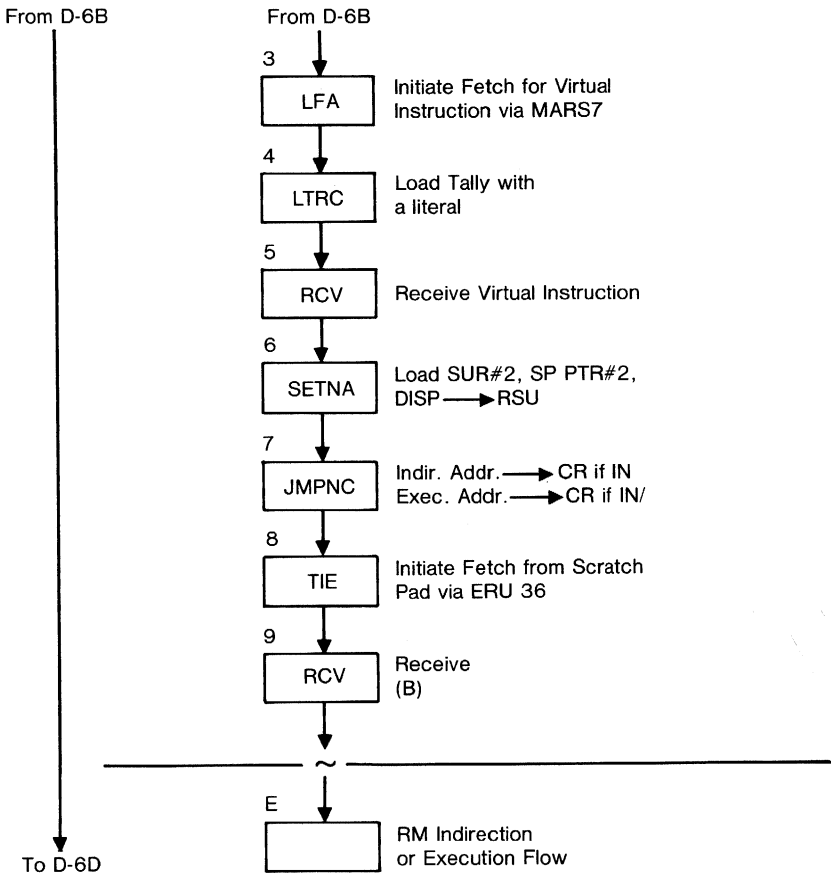 From D-6B
From D-6B
3
LFA
Initiate Fetch for Virtual
Instruction via MARS7
4
LTRC
Load Tally with
a literal
5
RCV
Receive Virtual Instruction
6
SETNA
Load SUR#2, SP PTR#2,
DISP → RSU
7
JMPNC
Indir. Addr. → CR if IN
Exec. Addr. → CR if IN/
8
TIE
Initiate Fetch from Scratch
Pad via ERU 36
9
RCV
Receive
(B)
~
E
RM Indirection
or Execution Flow
To D-6D